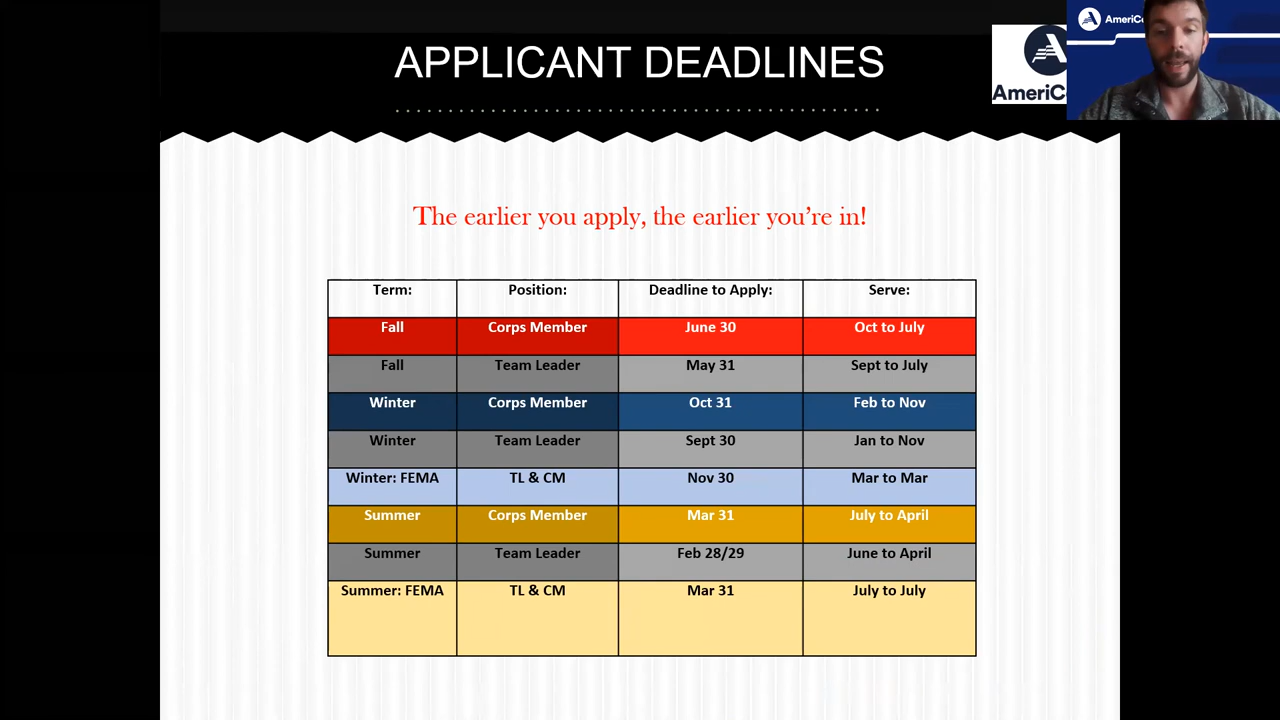 APPLICANT DEADLINES
AmeriC
AmeriC
The earlier you apply, the earlier you're in!
Term: Position: Deadline to Apply: Serve:
Fall Corps Member June 30 Oct to July
Fall Team Leader May 31 Sept to July
Winter Corps Member Oct 31 Feb to Nov
Winter Team Leader Sept 30 Jan to Nov
Winter: FEMA TL & CM Nov 30 Mar to Mar
Summer Corps Member Mar 31 July to April
Summer Team Leader Feb 28/29 June to April
Summer: FEMA TL & CM Mar 31 July to July